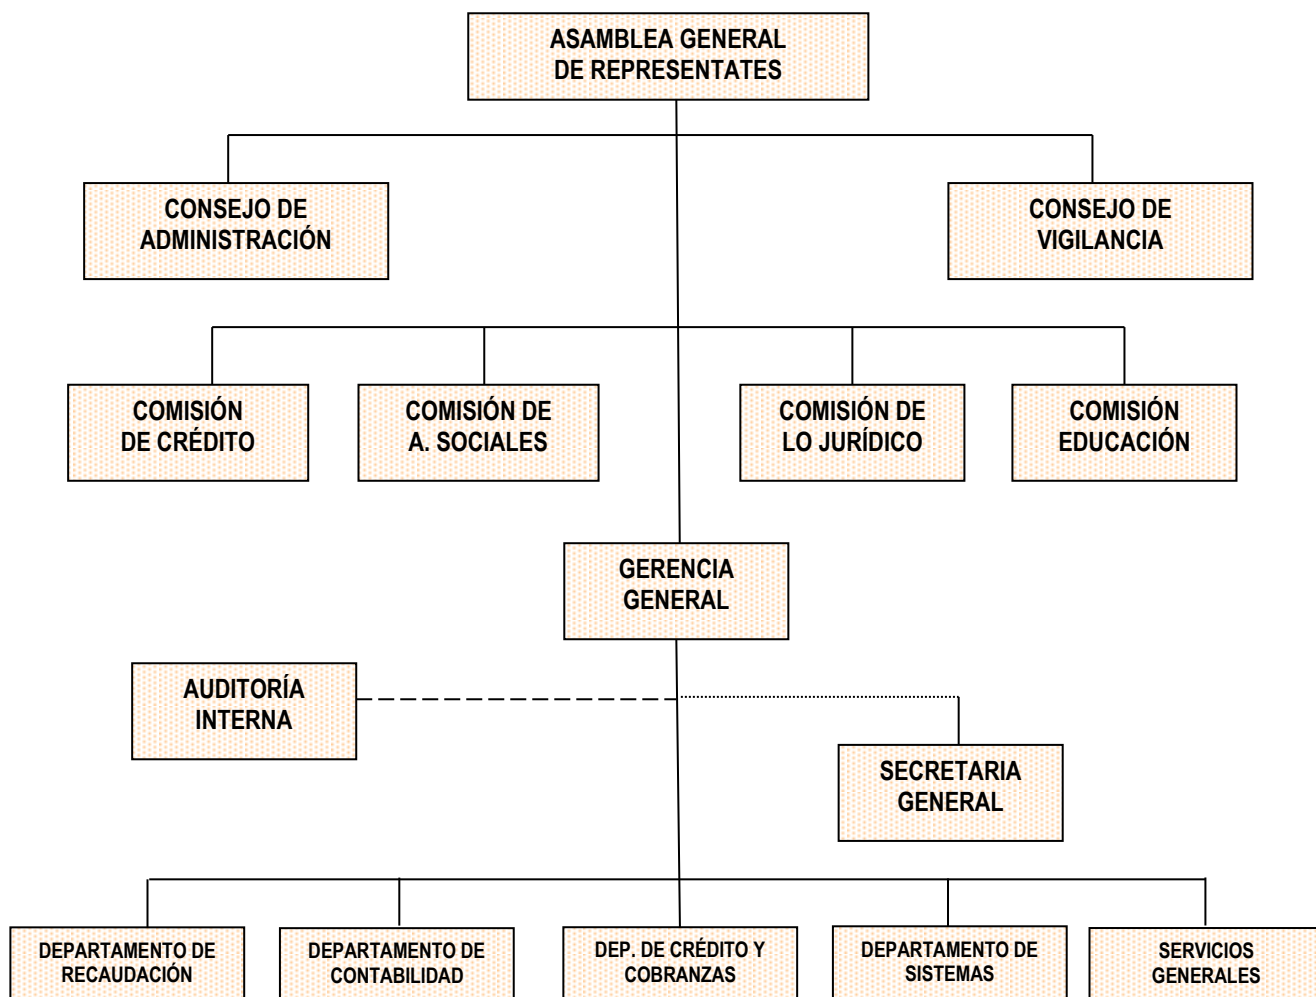 ASAMBLEA GENERAL
DE REPRESENTATES
CONSEJO DE
ADMINISTRACIÓN
CONSEJO DE
VIGILANCIA
COMISIÓN
DE CRÉDITO
COMISIÓN DE
A. SOCIALES
COMISIÓN DE
LO JURÍDICO
COMISIÓN
EDUCACIÓN
GERENCIA
GENERAL
AUDITORÍA
INTERNA
SECRETARIA
GENERAL
DEPARTAMENTO DE
RECAUDACIÓN
DEPARTAMENTO DE
CONTABILIDAD
DEP. DE CRÉDITO Y
COBRANZAS
DEPARTAMENTO DE
SISTEMAS
SERVICIOS
GENERALES